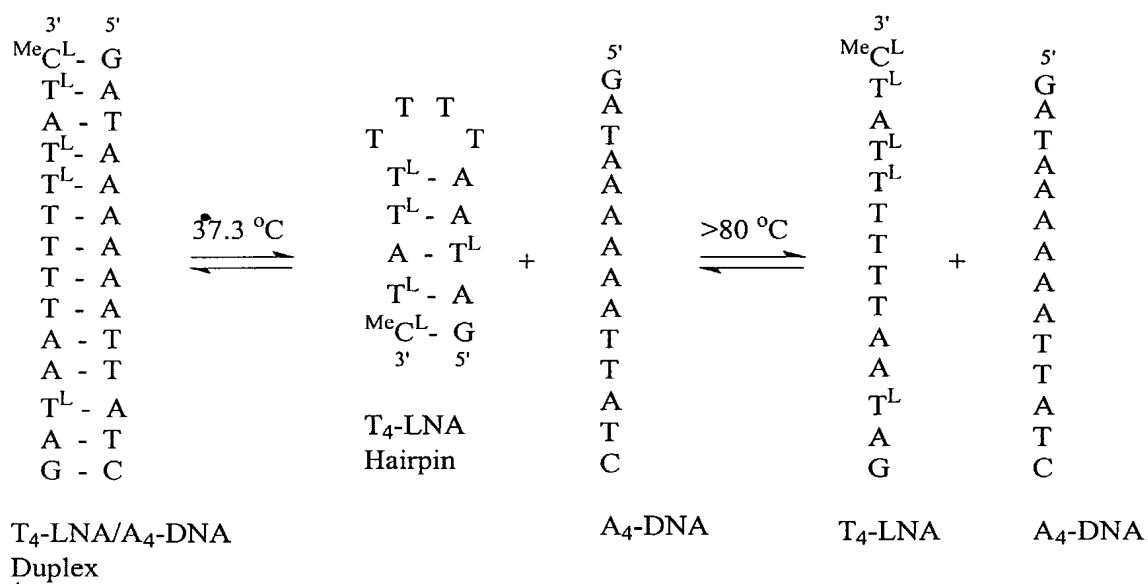 3' 5'
MeCL - G
TL - A
A - T
TL - A
TL - A
T - A
T - A
T - A
T - A
A - T
A - T
TL - A
A - T
G - C
T4-LNA/A4-DNA
Duplex
37.3 °C
T T
T T
TL - A
TL - A
A - TL
TL - A
MeCL - G
3' 5'
T4-LNA
Hairpin
+
5'
G
A
T
A
A
A
A
A
A
T
T
A
T
C
A4-DNA
>80 °C
3'
MeCL
TL
A
TL
TL
T
T
T
T
A
A
TL
A
G
T4-LNA
+
5'
G
A
T
A
A
A
A
A
A
T
T
A
T
C
A4-DNA